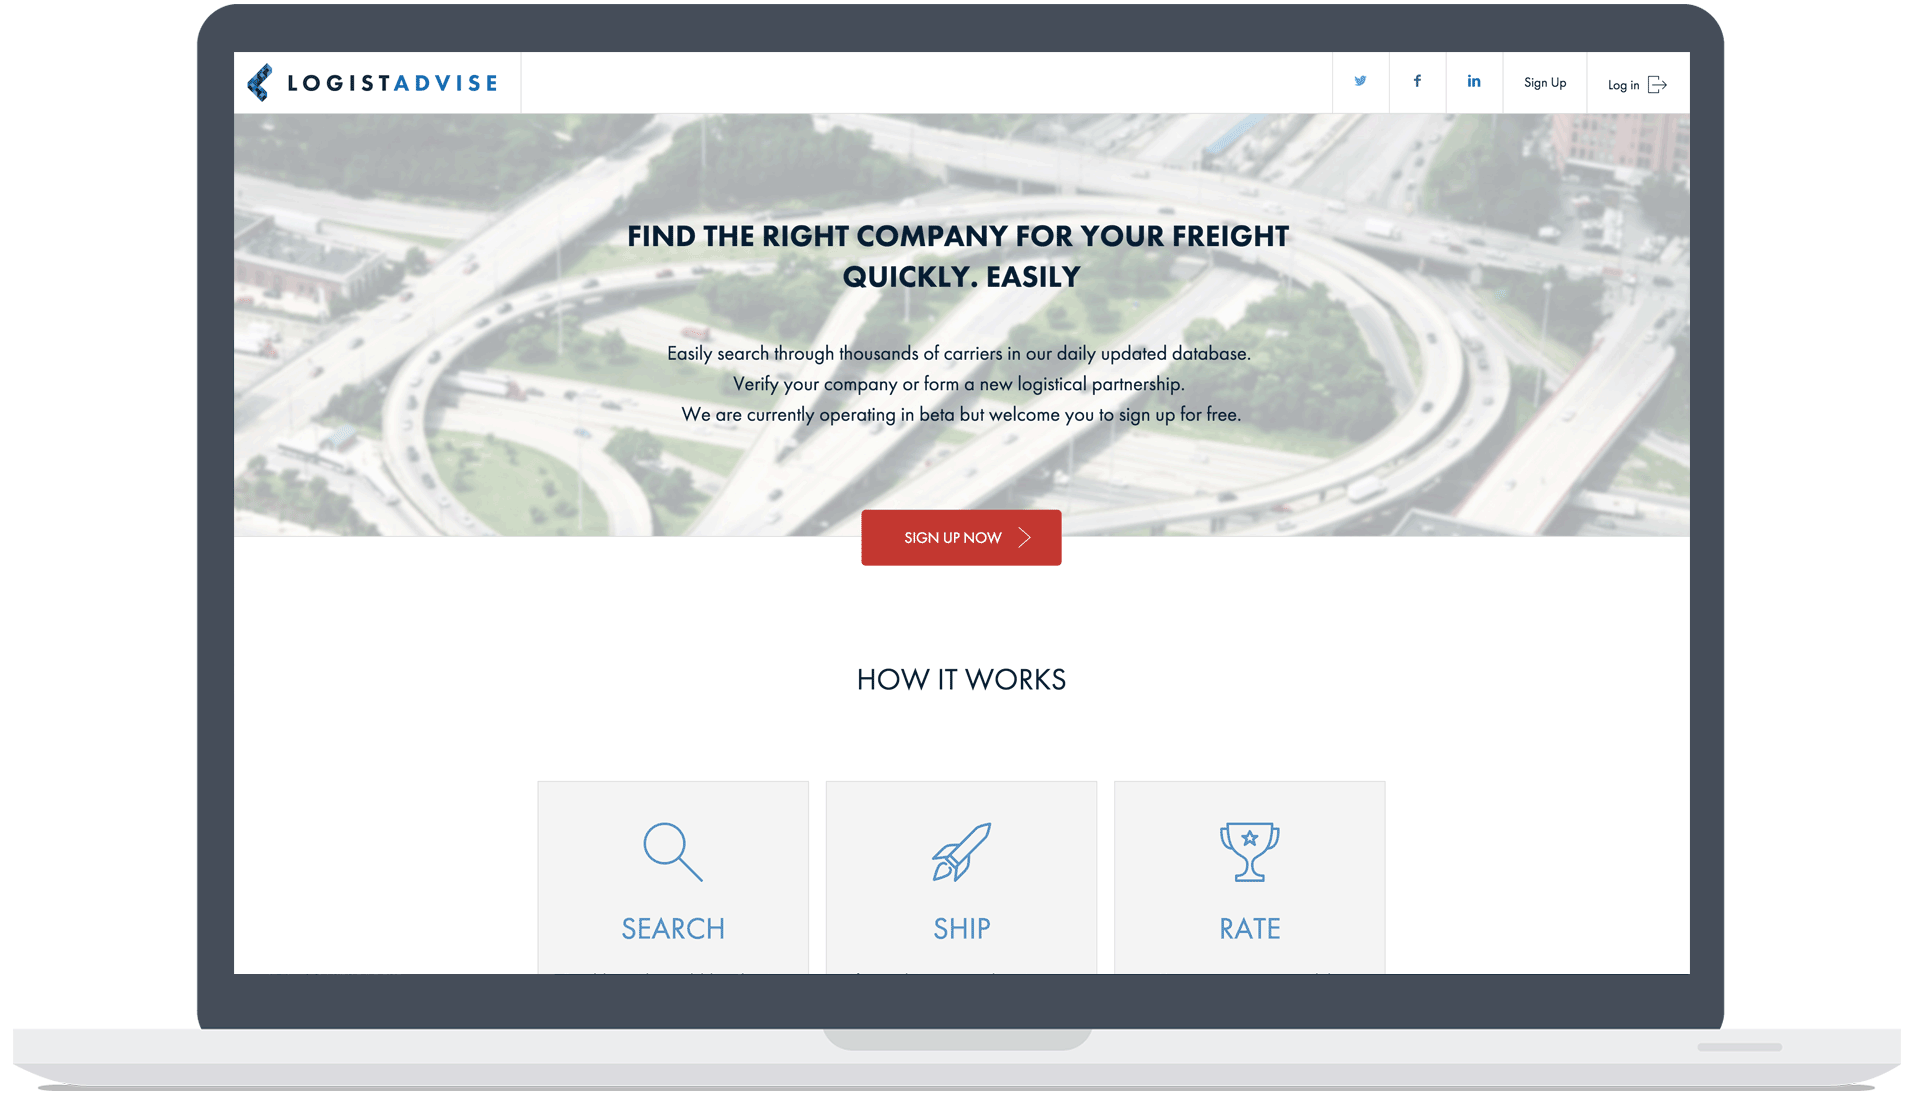 LOGISTADVISE
Sign Up
Log in
FIND THE RIGHT COMPANY FOR YOUR FREIGHT
QUICKLY. EASILY
Easily search through thousands of carriers in our daily updated database.
Verify your company or form a new logistical partnership.
We are currently operating in beta but welcome you to sign up for free.
SIGN UP NOW
HOW IT WORKS
SEARCH
SHIP
RATE